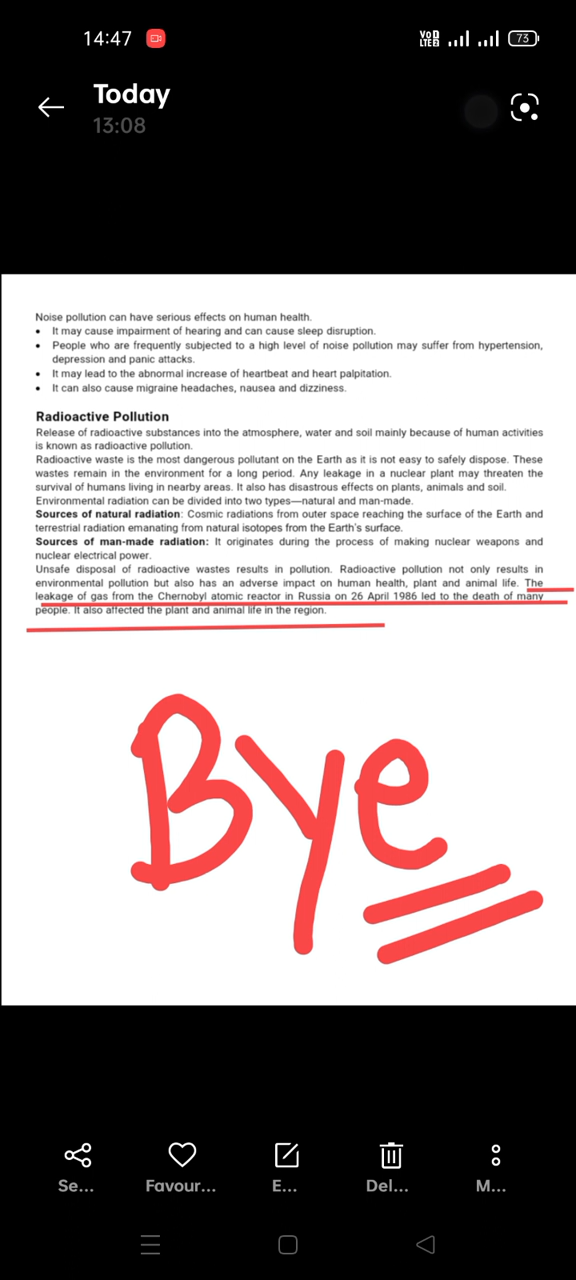 14:47
VoD LTE2 73
Today
13:08
Noise pollution can have serious effects on human health.
• It may cause impairment of hearing and can cause sleep disruption.
• People who are frequently subjected to a high level of noise pollution may suffer from hypertension,
depression and panic attacks.
• It may lead to the abnormal increase of heartbeat and heart palpitation.
• It can also cause migraine headaches, nausea and dizziness.
Radioactive Pollution
Release of radioactive substances into the atmosphere, water and soil mainly because of human activities
is known as radioactive pollution.
Radioactive waste is the most dangerous pollutant on the Earth as it is not easy to safely dispose. These
wastes remain in the environment for a long period. Any leakage in a nuclear plant may threaten the
survival of humans living in nearby areas. It also has disastrous effects on plants, animals and soil.
Environmental radiation can be divided into two types—natural and man-made.
Sources of natural radiation: Cosmic radiations from outer space reaching the surface of the Earth and
terrestrial radiation emanating from natural isotopes from the Earth's surface.
Sources of man-made radiation: It originates during the process of making nuclear weapons and
nuclear electrical power.
Unsafe disposal of radioactive wastes results in pollution. Radioactive pollution not only results in
environmental pollution but also has an adverse impact on human health, plant and animal life. The
leakage of gas from the Chernobyl atomic reactor in Russia on 26 April 1986 led to the death of many
people. It also affected the plant and animal life in the region.
Bye
Se... Favour... E... Del... M...